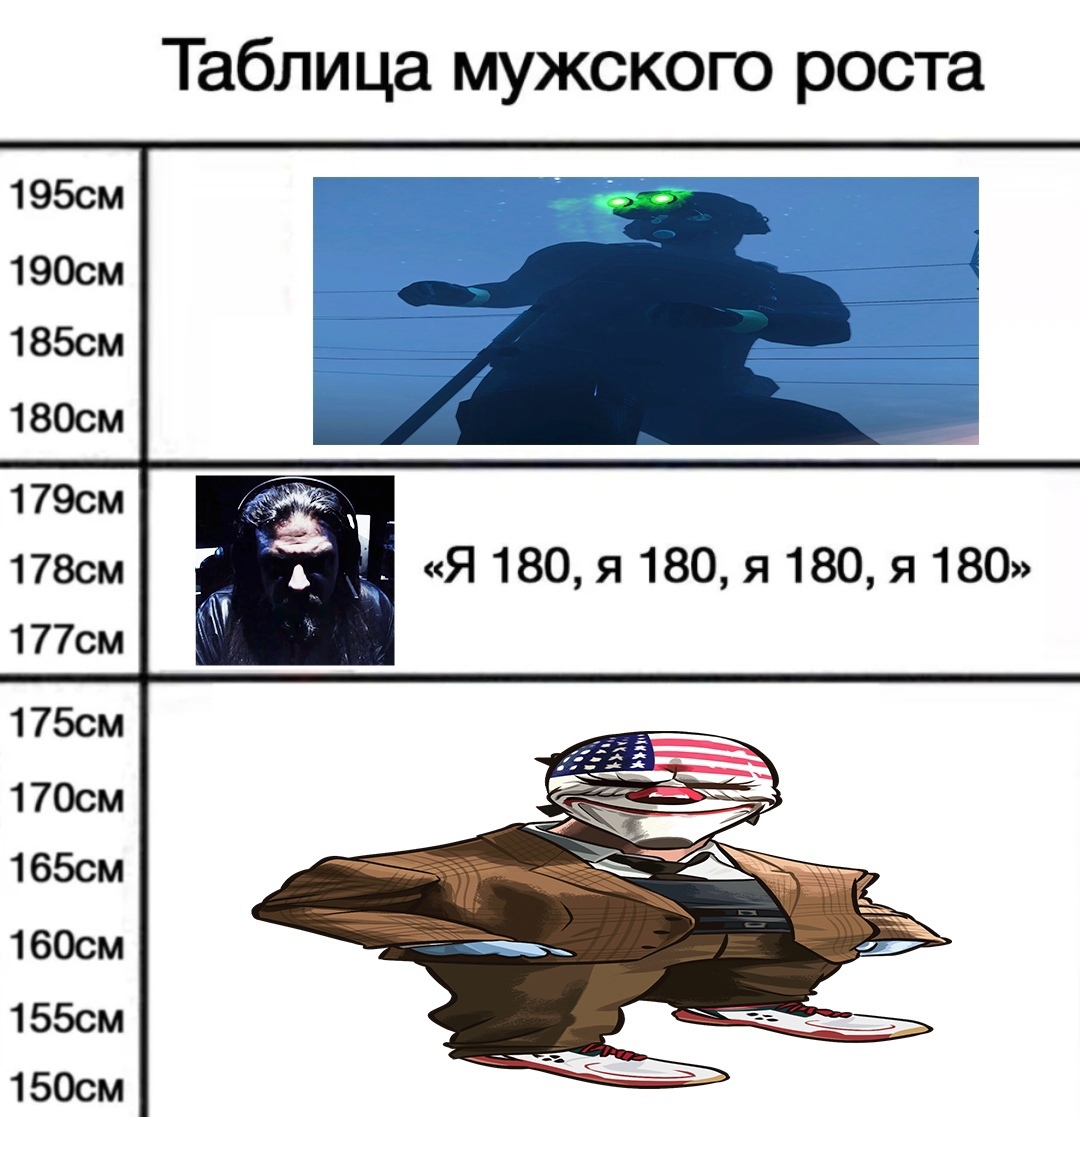 Таблица мужского роста
195см
190см
185см
180см
179см
178см
«Я 180, я 180, я 180, я 180»
177см
175см
170см
165см
160см
155см
150см